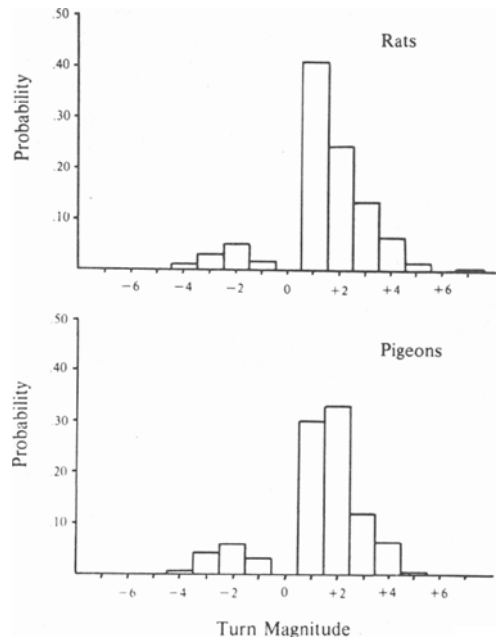 Rats
Probability
.50
.40
.30
.20
.10
−6 −4 −2 0 +2 +4 +6
Pigeons
Probability
.50
.40
.30
.20
.10
−6 −4 −2 0 +2 +4 +6
Turn Magnitude